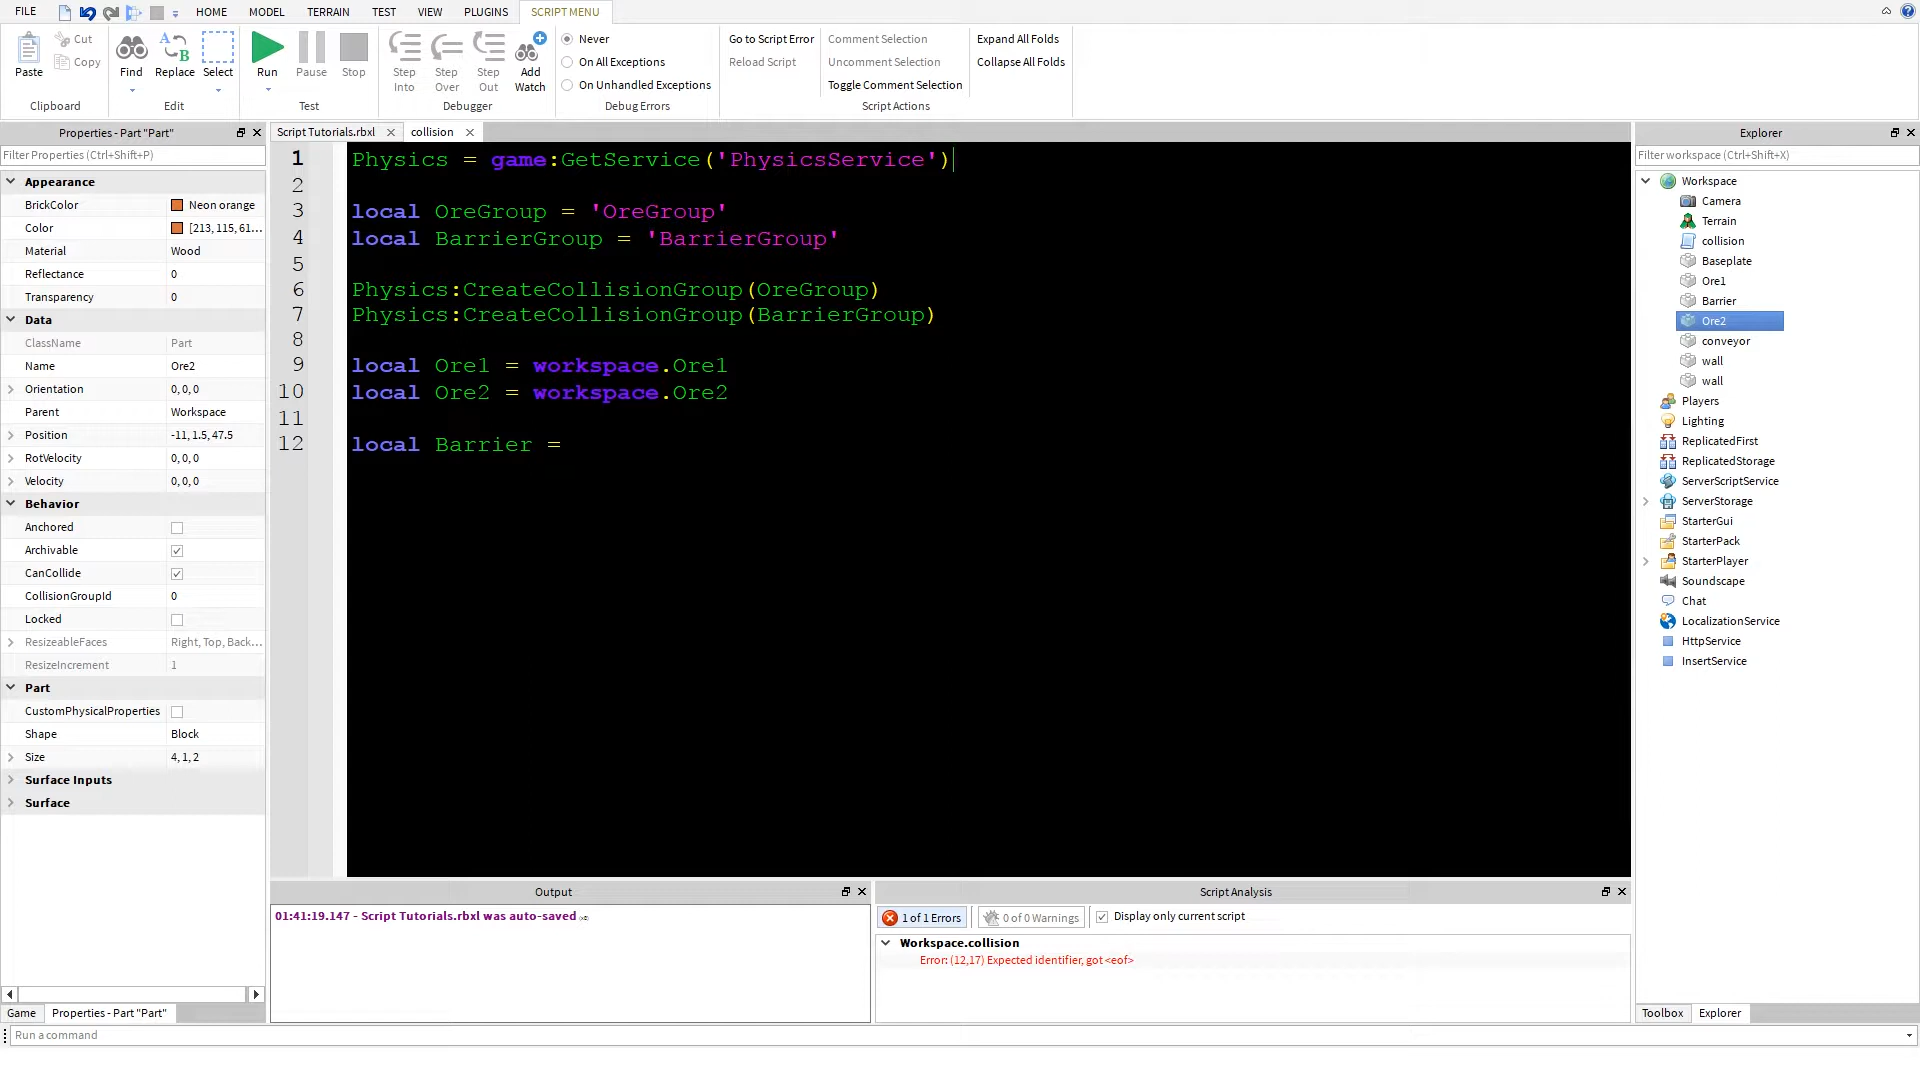 FILE HOME MODEL TERRAIN TEST VIEW PLUGINS SCRIPT MENU
Paste
Cut
Copy
Clipboard
Find
Replace
Select
Edit
Run
Pause
Stop
Test
Step Into
Step Over
Step Out
Add Watch
Debugger
Never
On All Exceptions
On Unhandled Exceptions
Debug Errors
Go to Script Error
Reload Script
Comment Selection
Uncomment Selection
Toggle Comment Selection
Script Actions
Expand All Folds
Collapse All Folds
Properties - Part "Part"
Filter Properties (Ctrl+Shift+P)
Appearance
BrickColor Neon orange
Color [213, 115, 61...
Material Wood
Reflectance 0
Transparency 0
Data
ClassName Part
Name Ore2
Orientation 0, 0, 0
Parent Workspace
Position -11, 1.5, 47.5
RotVelocity 0, 0, 0
Velocity 0, 0, 0
Behavior
Anchored
Archivable
CanCollide
CollisionGroupId 0
Locked
ResizeableFaces Right, Top, Back...
ResizeIncrement 1
Part
CustomPhysicalProperties
Shape Block
Size 4, 1, 2
Surface Inputs
Surface
Game Properties - Part "Part"
Script Tutorials.rbxl collision
1 Physics = game:GetService('PhysicsService')
2
3 local OreGroup = 'OreGroup'
4 local BarrierGroup = 'BarrierGroup'
5
6 Physics:CreateCollisionGroup(OreGroup)
7 Physics:CreateCollisionGroup(BarrierGroup)
8
9 local Ore1 = workspace.Ore1
10 local Ore2 = workspace.Ore2
11
12 local Barrier =
Output
01:41:19.147 - Script Tutorials.rbxl was auto-saved
Script Analysis
1 of 1 Errors 0 of 0 Warnings Display only current script
Workspace.collision
Error: (12,17) Expected identifier, got <eof>
Explorer
Filter workspace (Ctrl+Shift+X)
Workspace
Camera
Terrain
collision
Baseplate
Ore1
Barrier
Ore2
conveyor
wall
wall
Players
Lighting
ReplicatedFirst
ReplicatedStorage
ServerScriptService
ServerStorage
StarterGui
StarterPack
StarterPlayer
Soundscape
Chat
LocalizationService
HttpService
InsertService
Toolbox Explorer
Run a command